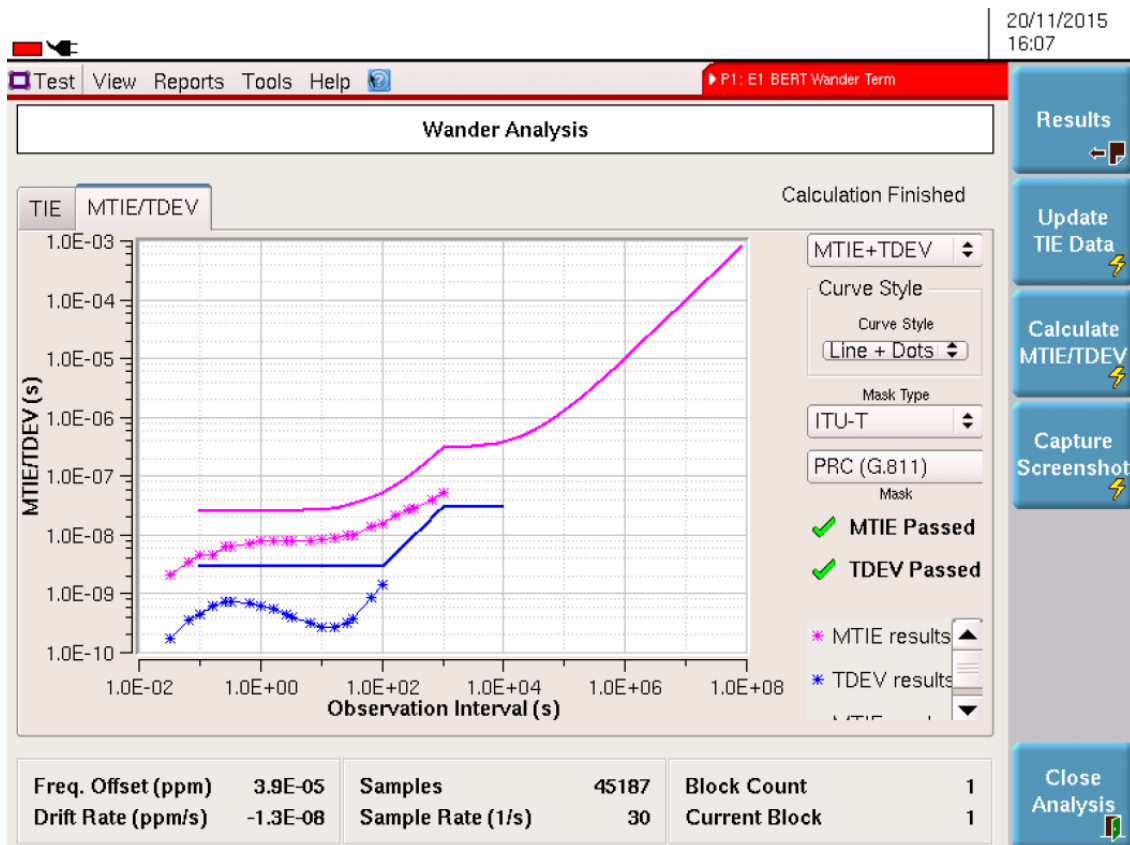 20/11/2015
16:07
Test View Reports Tools Help
P1: E1 BERT Wander Term
Wander Analysis
Results
TIE MTIE/TDEV
Calculation Finished
Update
TIE Data
MTIE+TDEV
Curve Style
Curve Style
Line + Dots
Calculate
MTIE/TDEV
Mask Type
ITU-T
PRC (G.811)
Mask
Capture
Screenshot
MTIE Passed
TDEV Passed
MTIE results
TDEV results
MTIE/TDEV (s)
1.0E-03
1.0E-04
1.0E-05
1.0E-06
1.0E-07
1.0E-08
1.0E-09
1.0E-10
1.0E-02 1.0E+00 1.0E+02 1.0E+04 1.0E+06 1.0E+08
Observation Interval (s)
Freq. Offset (ppm) 3.9E-05 Samples 45187 Block Count 1
Drift Rate (ppm/s) -1.3E-08 Sample Rate (1/s) 30 Current Block 1
Close
Analysis